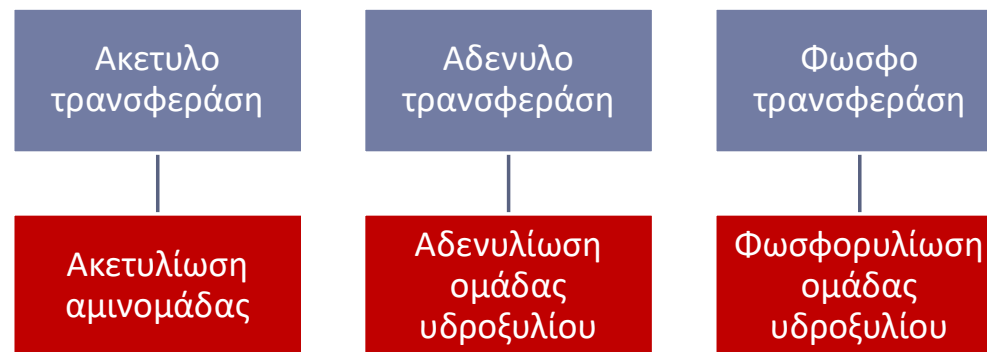 Ακετυλο
τρανσφεράση
Αδενυλο
τρανσφεράση
Φωσφο
τρανσφεράση
Ακετυλίωση
αμινομάδας
Αδενυλίωση
ομάδας
υδροξυλίου
Φωσφορυλίωση
ομάδας
υδροξυλίου